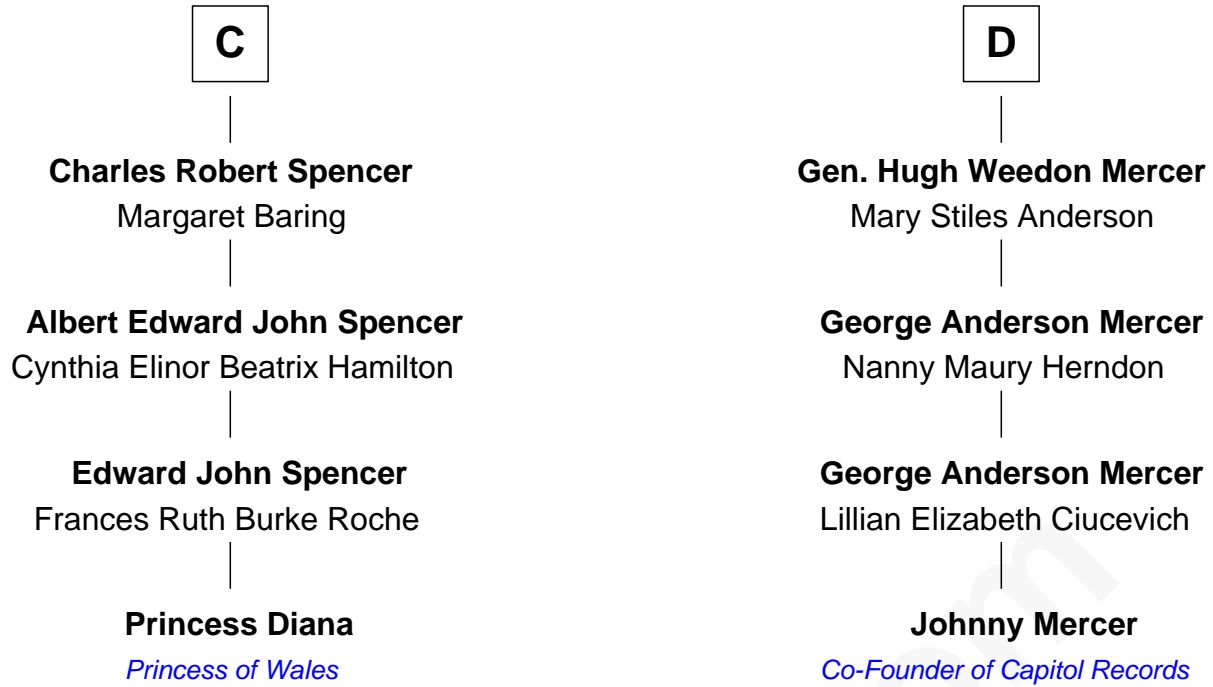 C
Charles Robert Spencer
Margaret Baring
Albert Edward John Spencer
Cynthia Elinor Beatrix Hamilton
Edward John Spencer
Frances Ruth Burke Roche
Princess Diana
Princess of Wales
D
Gen. Hugh Weedon Mercer
Mary Stiles Anderson
George Anderson Mercer
Nanny Maury Herndon
George Anderson Mercer
Lillian Elizabeth Ciucevich
Johnny Mercer
Co-Founder of Capitol Records